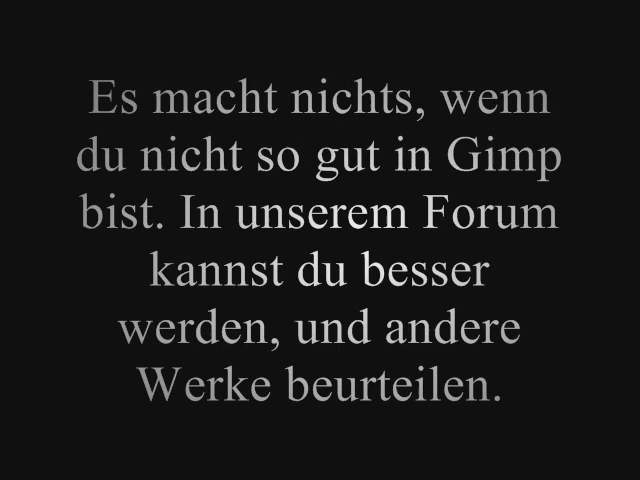 Es macht nichts, wenn
du nicht so gut in Gimp
bist. In unserem Forum
kannst du besser
werden, und andere
Werke beurteilen.